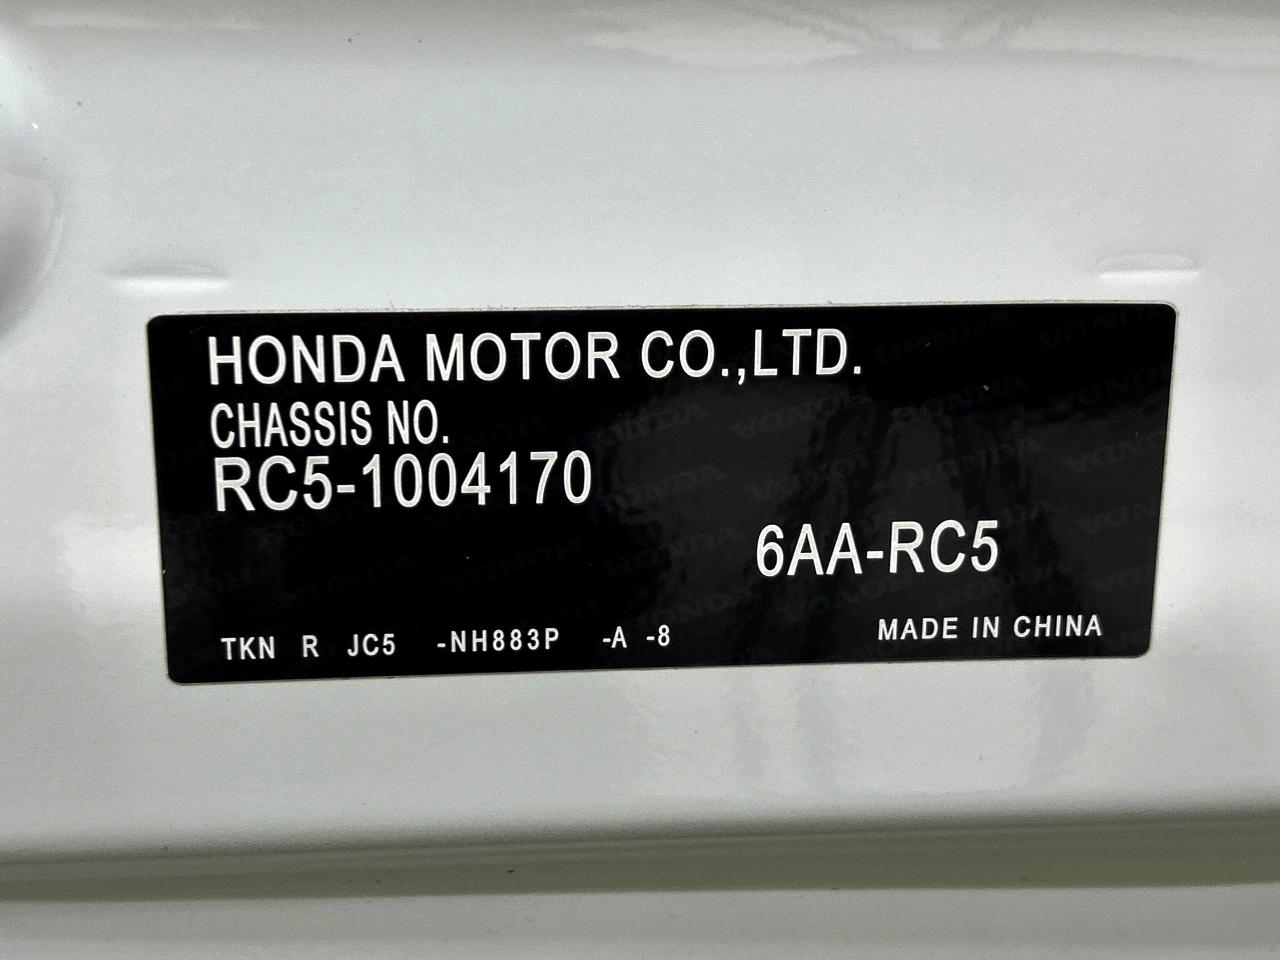 HONDA MOTOR CO.,LTD.
CHASSIS NO.
RC5-1004170
6AA-RC5
TKN R JC5 -NH883P -A -8
MADE IN CHINA